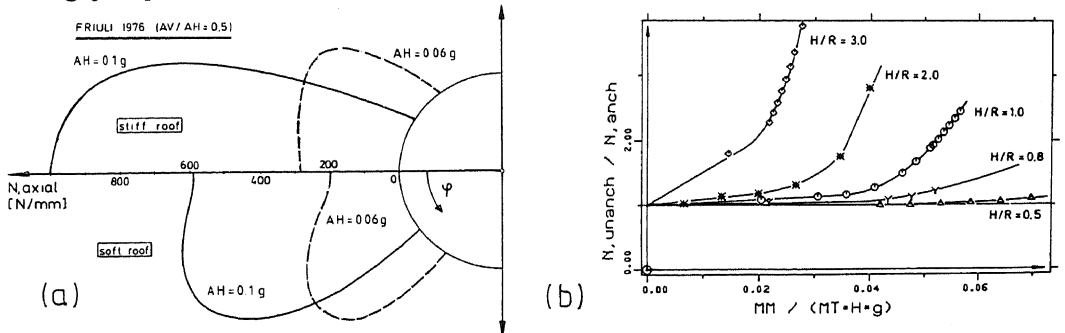 FRIULI 1976 (AV/AH=0,5)
AH=0.1g
AH=0.06g
stiff roof
600
200
N,axial
[N/mm]
800
400
0
φ
AH=0.06g
soft roof
AH=0.1g
(a)
N, unanch / N, anch
2.00
0.00
H/R=3.0
H/R=2.0
H/R=1.0
H/R=0.8
H/R=0.5
0.00
0.02
0.04
0.06
MM / (MT*H*g)
(b)